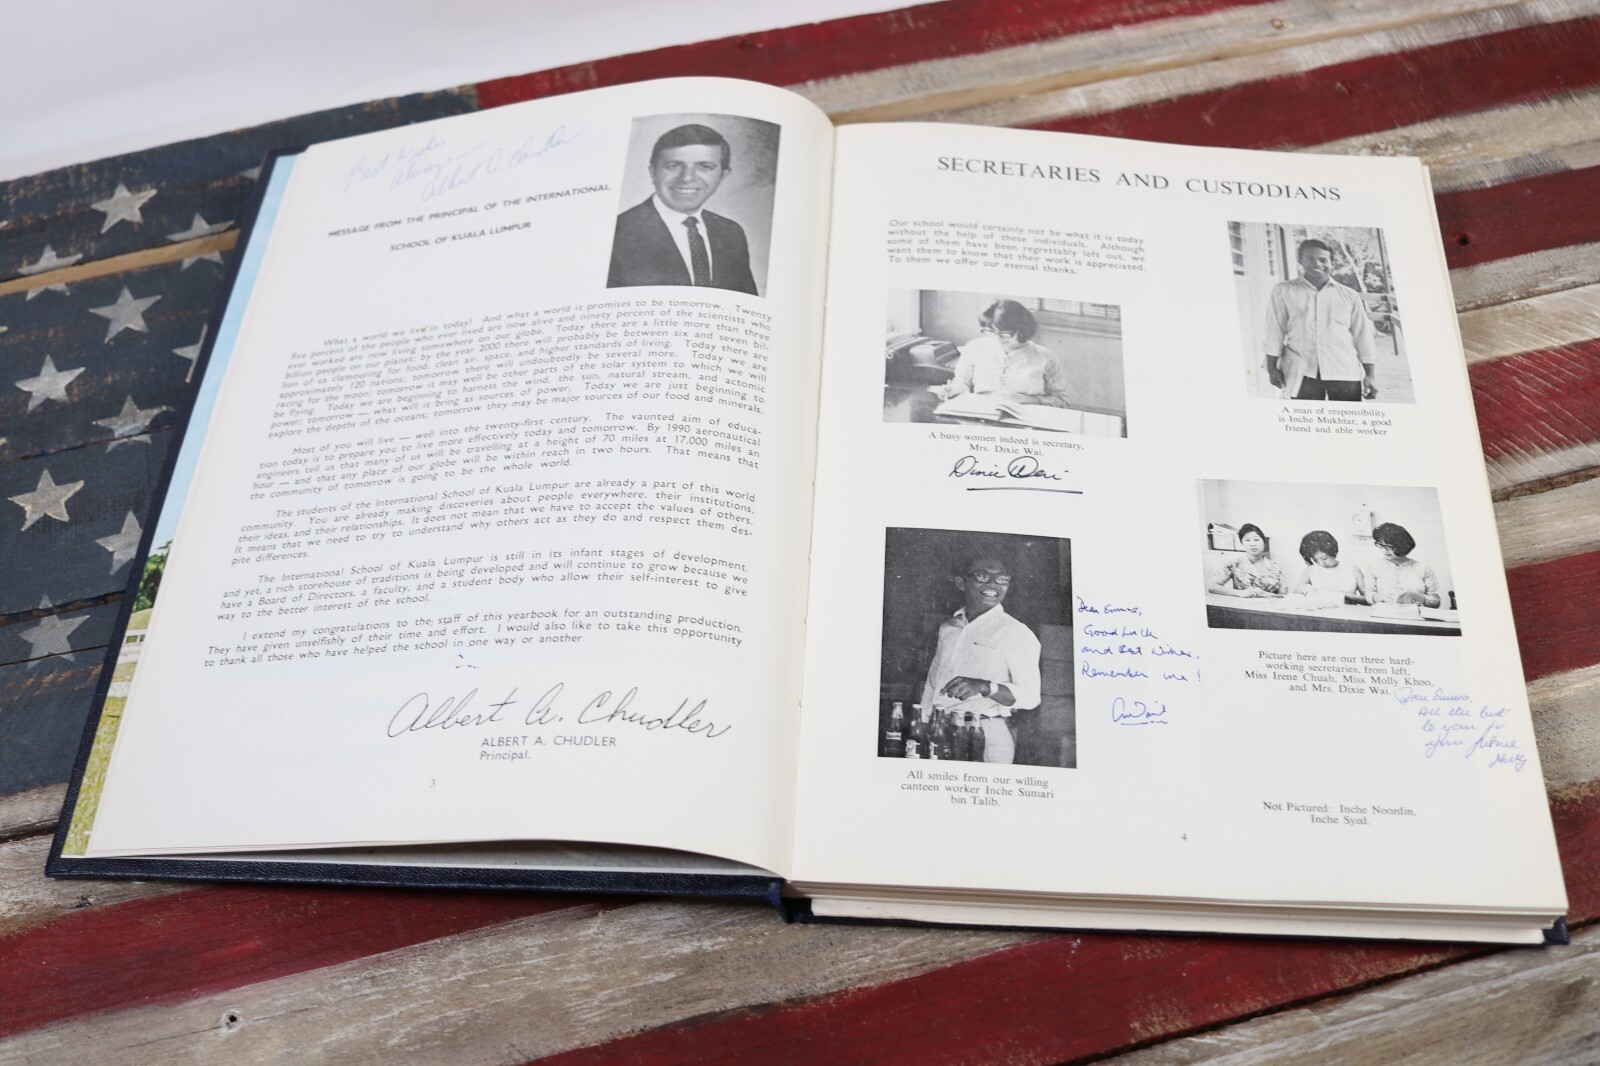 Best Wishes
Always
Albert A Chudler
MESSAGE FROM THE PRINCIPAL OF THE INTERNATIONAL
SCHOOL OF KUALA LUMPUR
What a world we live in today! And what a world it promises to be tomorrow. Twenty
five percent of the people who ever lived are now alive and ninety percent of the scientists who
ever worked are now living somewhere on our globe. Today there are a little more than three
billion people on our planet; by the year 2000 there will probably be between six and seven bil-
lion of us clamouring for food, clean air, space, and higher standards of living. Today there are
approximately 120 nations; tomorrow there will undoubtedly be several more. Today we are
racing for the moon; tomorrow it may well be other parts of the solar system to which we will
be flying. Today we are beginning to harness the wind, the sun, natural stream, and actomic
power; tomorrow — what will it bring as sources of power. Today we are just beginning to
explore the depths of the oceans; tomorrow they may be major sources of our food and minerals.
Most of you will live — well into the twenty-first century. The vaunted aim of educa-
tion today is to prepare you to live more effectively today and tomorrow. By 1990 aeronautical
engineers tell us that many of us will be travelling at a height of 70 miles at 17,000 miles an
hour — and that any place of our globe will be within reach in two hours. That means that
the community of tomorrow is going to be the whole world.
The students of the International School of Kuala Lumpur are already a part of this world
community. You are already making discoveries about people everywhere, their institutions,
their ideas, and their relationships. It does not mean that we have to accept the values of others.
It means that we need to try to understand why others act as they do and respect them des-
pite differences.
The International School of Kuala Lumpur is still in its infant stages of development,
and yet, a rich storehouse of traditions is being developed and will continue to grow because we
have a Board of Directors, a faculty, and a student body who allow their self-interest to give
way to the better interest of the school.
I extend my congratulations to the staff of this yearbook for an outstanding production.
They have given unselfishly of their time and effort. I would also like to take this opportunity
to thank all those who have helped the school in one way or another.
Albert A. Chudler
ALBERT A. CHUDLER
Principal.
3
SECRETARIES AND CUSTODIANS
Our school would certainly not be what it is today
without the help of these individuals. Although
some of them have been regrettably left out, we
want them to know that their work is appreciated.
To them we offer our eternal thanks.
A busy women indeed is secretary,
Mrs. Dixie Wai.
Dixie Wai
A man of responsibility
is Inche Mukhtar, a good
friend and able worker
All smiles from our willing
canteen worker Inche Sumari
bin Talib.
Dear Emma,
Good Luck
and Best Wishes,
Remember me!
Picture here are our three hard-
working secretaries, from left,
Miss Irene Chuah, Miss Molly Khoo,
and Mrs. Dixie Wai.
Dear Emma,
All the best
to you for
your future
Molly
Not Pictured: Inche Noordin,
Inche Syed.
4